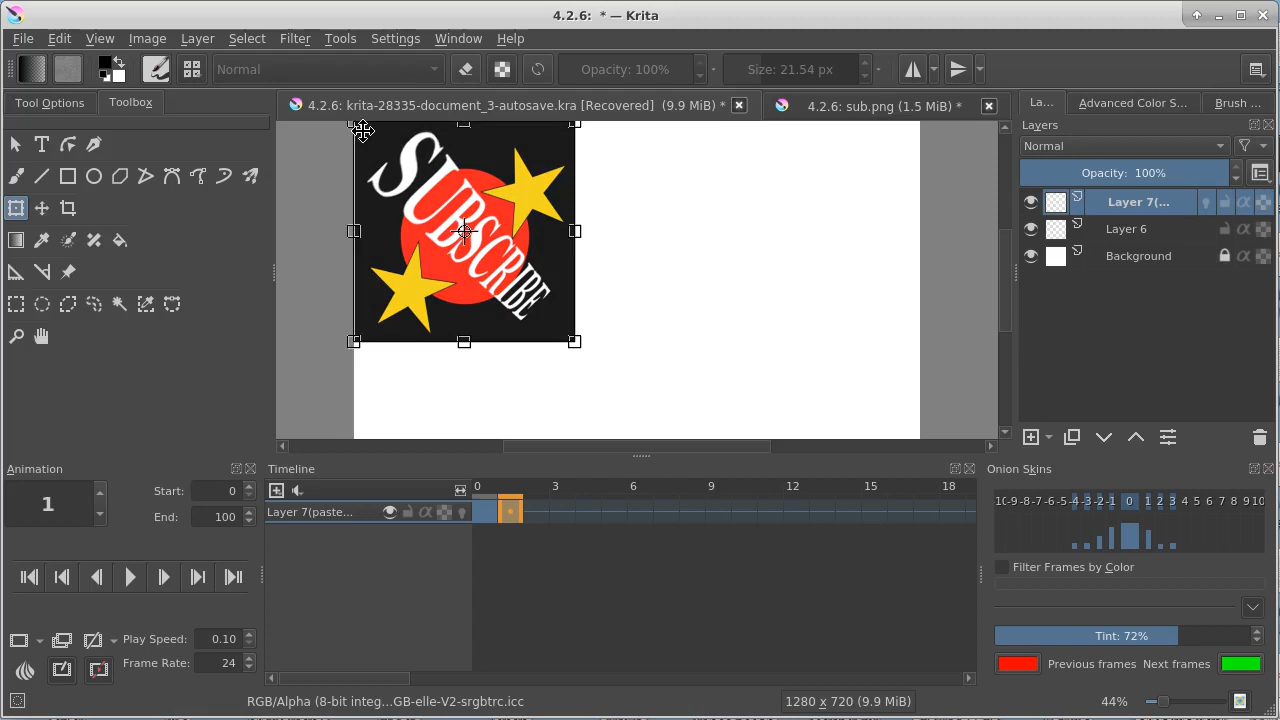 4.2.6:  * — Krita
File Edit View Image Layer Select Filter Tools Settings Window Help
Normal Opacity: 100% Size: 21.54 px
Tool Options Toolbox 4.2.6: krita-28335-document_3-autosave.kra [Recovered]  (9.9 MiB) * 4.2.6: sub.png (1.5 MiB) * La... Advanced Color S... Brush ...
Layers
Normal
Opacity:  100%
Layer 7(...
Layer 6
Background
SUBSCRIBE
Animation
1
Start: 0
End: 100
Play Speed: 0.10
Frame Rate: 24
Timeline
0 3 6 9 12 15 18
Layer 7(paste...
Onion Skins
10-9-8-7-6-5-4-3-2-1 0 1 2 3 4 5 6 7 8 9 10
Filter Frames by Color
Tint: 72%
Previous frames Next frames
RGB/Alpha (8-bit integ...GB-elle-V2-srgbtrc.icc 1280 x 720 (9.9 MiB) 44%